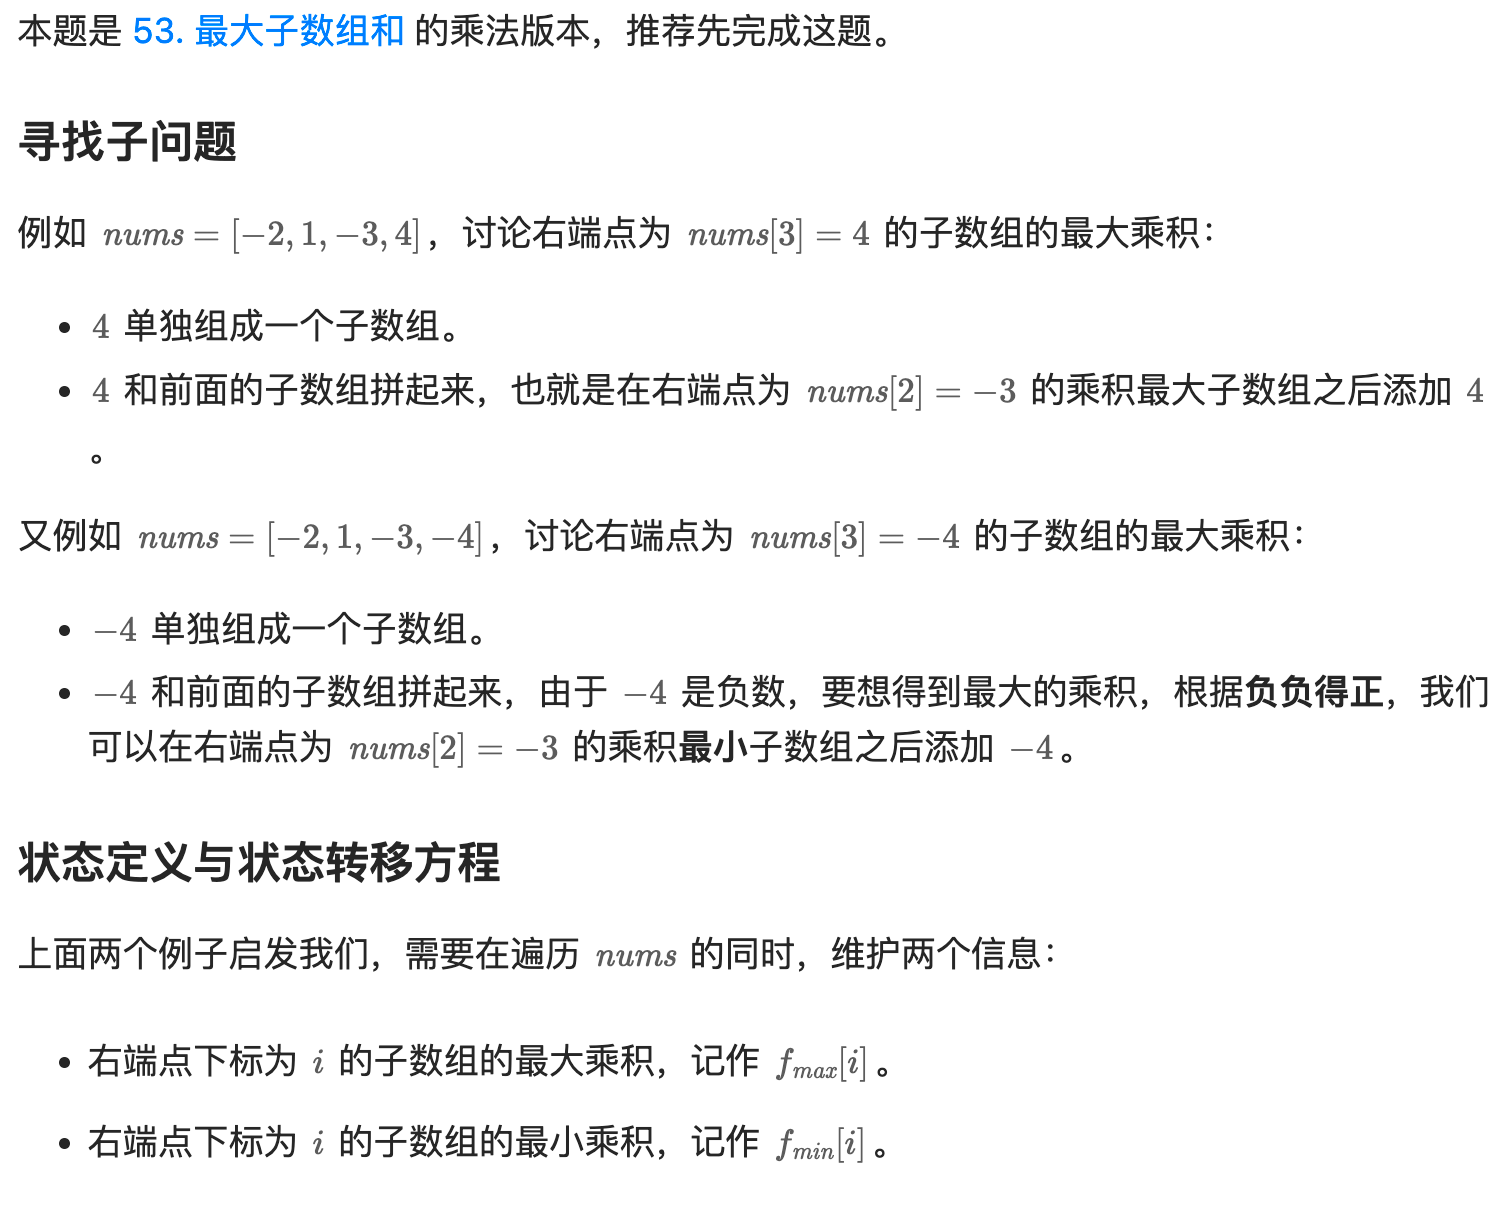 本题是 53. 最大子数组和 的乘法版本，推荐先完成这题。
寻找子问题
例如 nums = [−2, 1, −3, 4]，讨论右端点为 nums[3] = 4 的子数组的最大乘积：
• 4 单独组成一个子数组。
• 4 和前面的子数组拼起来，也就是在右端点为 nums[2] = −3 的乘积最大子数组之后添加 4
。
又例如 nums = [−2, 1, −3, −4]，讨论右端点为 nums[3] = −4 的子数组的最大乘积：
• −4 单独组成一个子数组。
• −4 和前面的子数组拼起来，由于 −4 是负数，要想得到最大的乘积，根据负负得正，我们
可以在右端点为 nums[2] = −3 的乘积最小子数组之后添加 −4。
状态定义与状态转移方程
上面两个例子启发我们，需要在遍历 nums 的同时，维护两个信息：
• 右端点下标为 i 的子数组的最大乘积，记作 f_max[i]。
• 右端点下标为 i 的子数组的最小乘积，记作 f_min[i]。